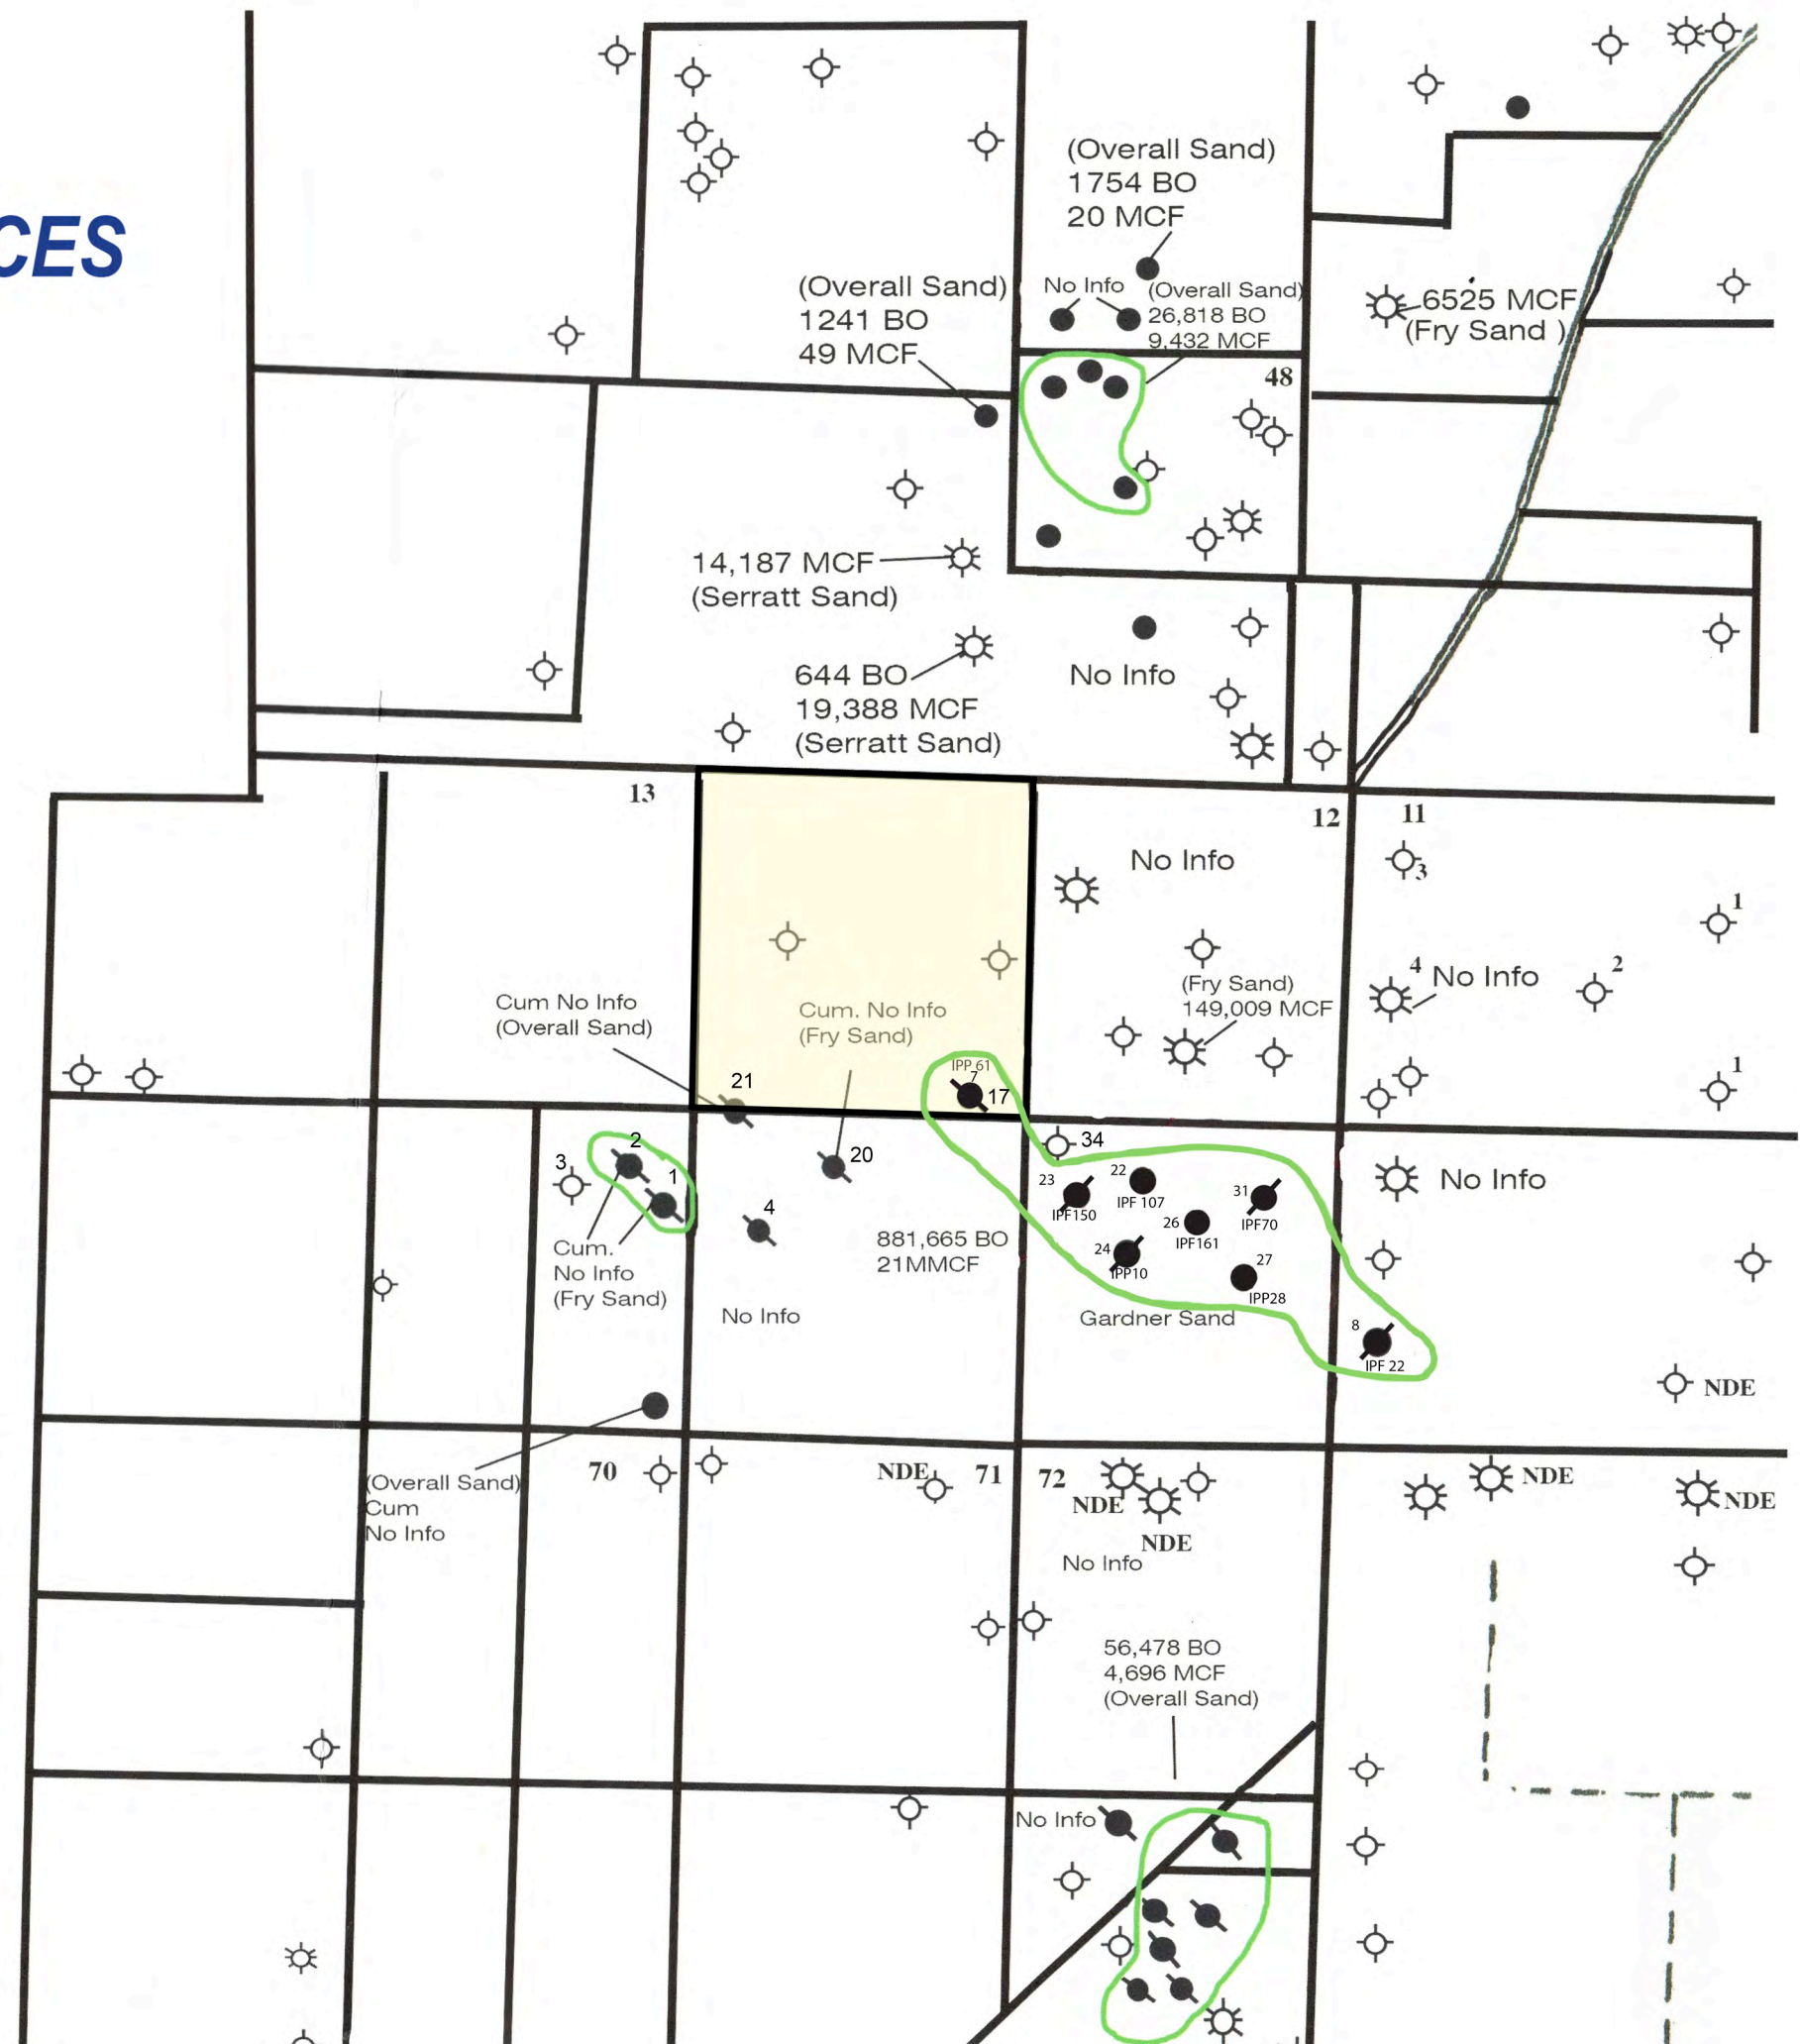 CES
(Overall Sand)
1754 BO
20 MCF
(Overall Sand)
1241 BO
49 MCF
No Info
(Overall Sand)
26,818 BO
9,432 MCF
6525 MCF
(Fry Sand )
48
14,187 MCF
(Serratt Sand)
644 BO
19,388 MCF
(Serratt Sand)
No Info
13
12
11
No Info
3
1
4
No Info
2
(Fry Sand)
149,009 MCF
Cum No Info
(Overall Sand)
Cum. No Info
(Fry Sand)
21
IPP 61
7
17
1
20
34
2
3
1
4
23
IPF150
22
IPF 107
31
IPF70
26
IPF161
24
IPP10
27
IPP28
No Info
881,665 BO
21MMCF
Cum.
No Info
(Fry Sand)
No Info
Gardner Sand
8
IPF 22
NDE
(Overall Sand)
Cum
No Info
70
NDE
71
72
NDE
NDE
NDE
NDE
No Info
56,478 BO
4,696 MCF
(Overall Sand)
No Info